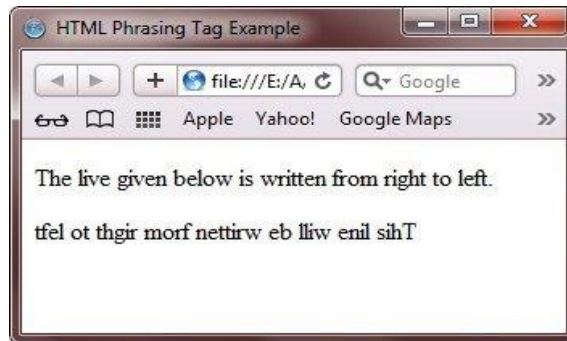 HTML Phrasing Tag Example
file:///E:/A, Google
Apple Yahoo! Google Maps
The live given below is written from right to left.
tfel ot thgir morf nettirw eb lliw enil sihT